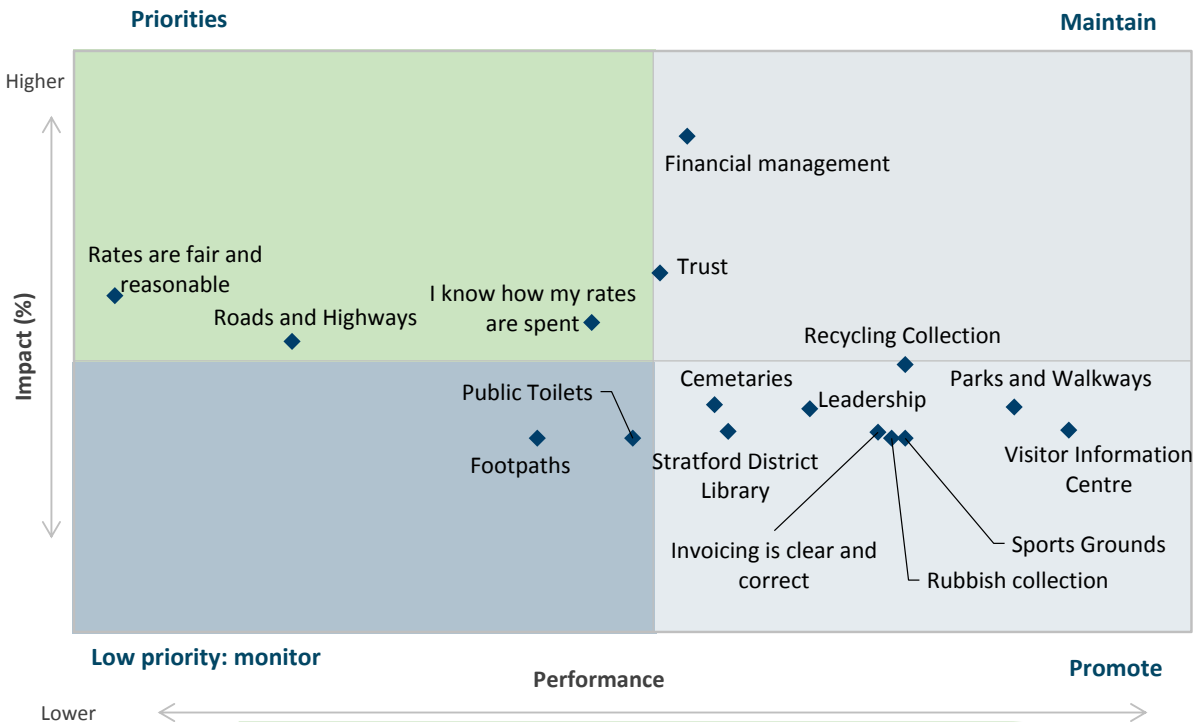 Priorities
Maintain
Higher
Financial management
Rates are fair and
reasonable
Trust
I know how my rates
are spent
Roads and Highways
Recycling Collection
Impact (%)
Cemetaries
Parks and Walkways
Public Toilets
Leadership
Footpaths
Stratford District
Library
Visitor Information
Centre
Invoicing is clear and
correct
Sports Grounds
Rubbish collection
Low priority: monitor
Promote
Performance
Lower